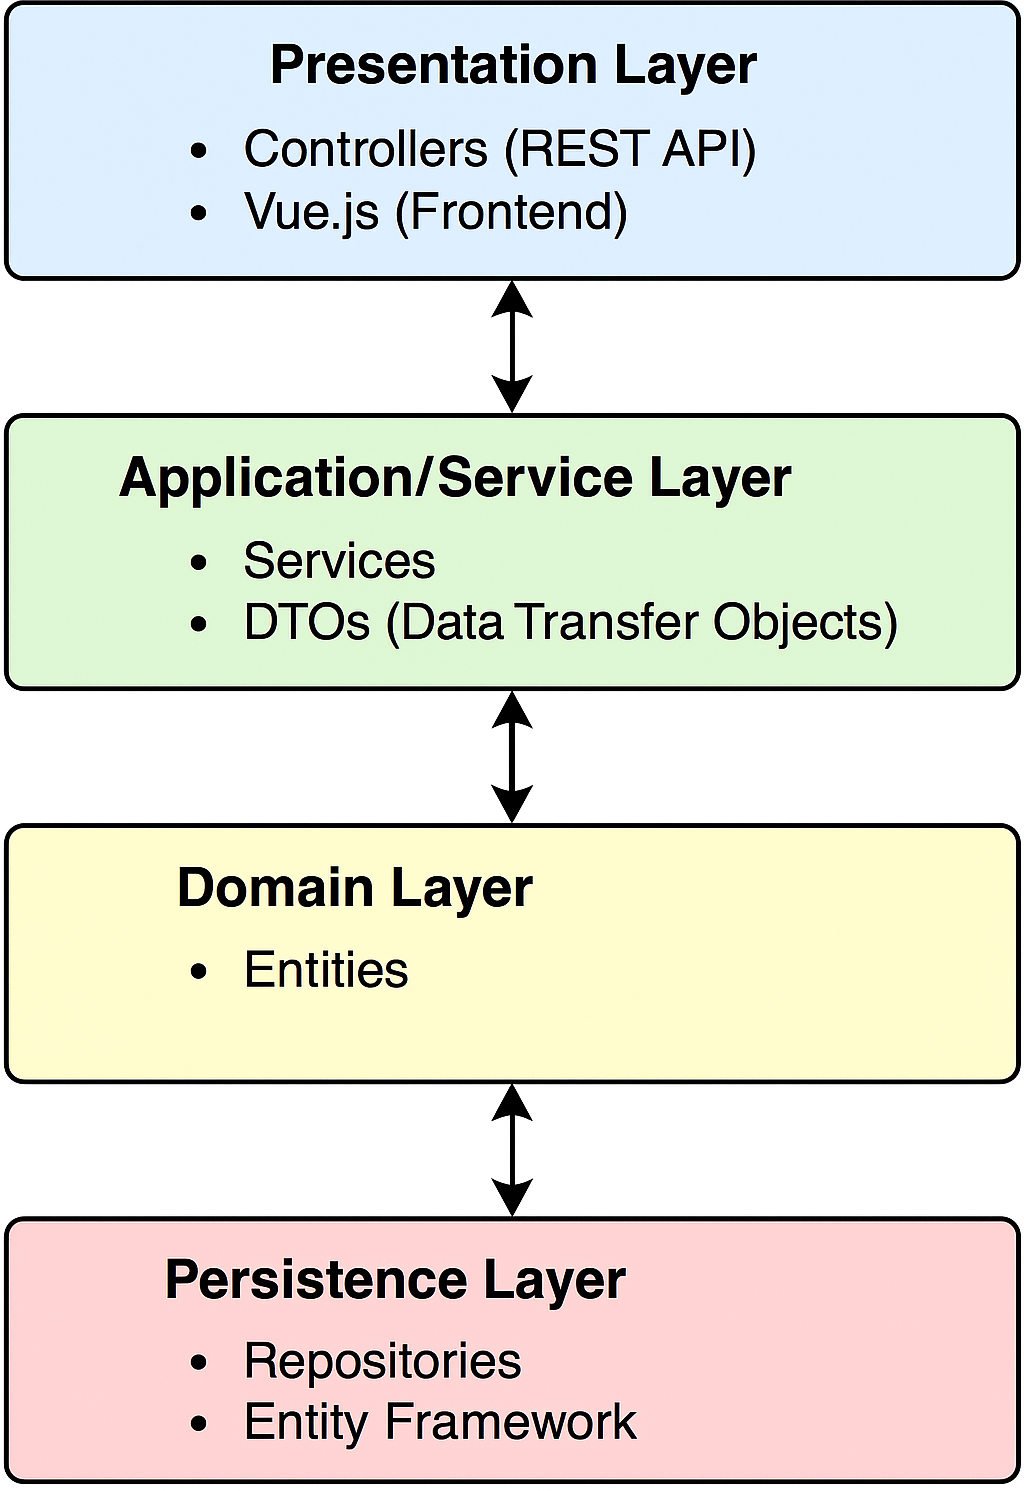 Presentation Layer
• Controllers (REST API)
• Vue.js (Frontend)
Application/Service Layer
• Services
• DTOs (Data Transfer Objects)
Domain Layer
• Entities
Persistence Layer
• Repositories
• Entity Framework